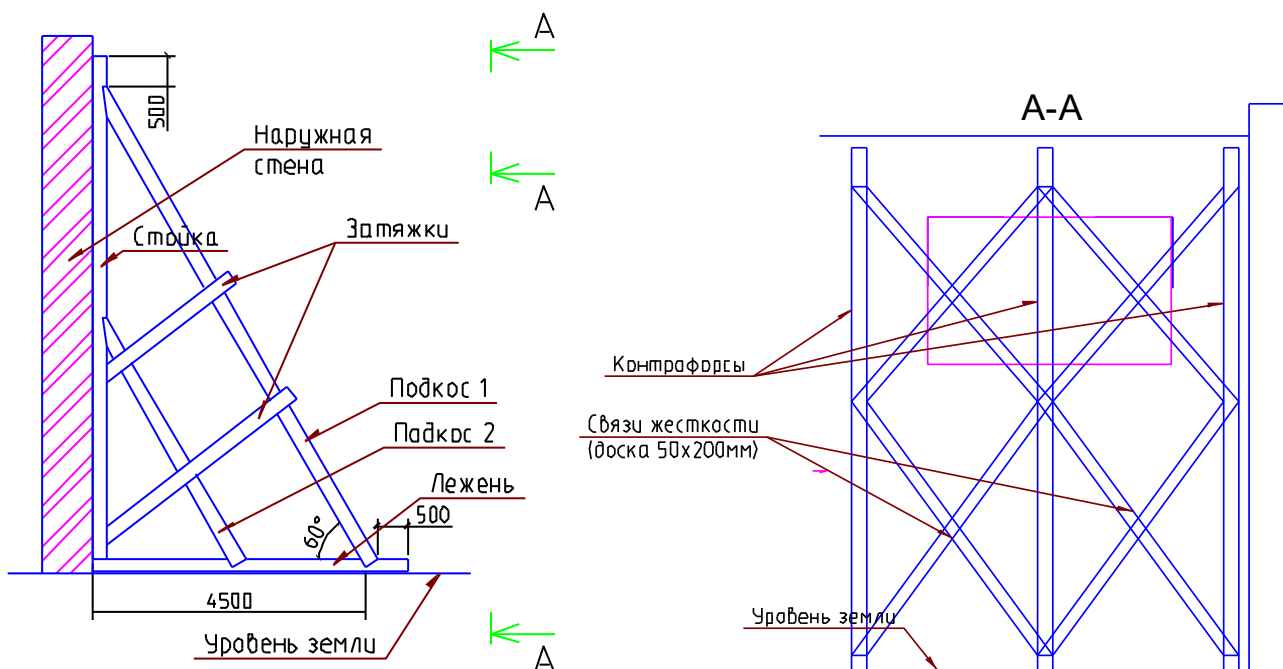 А
500
Наружная
стена
А
Стойка
Затяжки
Подкос 1
Падкос 2
Лежень
500
60°
4500
Уровень земли
А
А-А
Контрафорсы
Связи жесткости
(доска 50х200мм)
Уровень земли